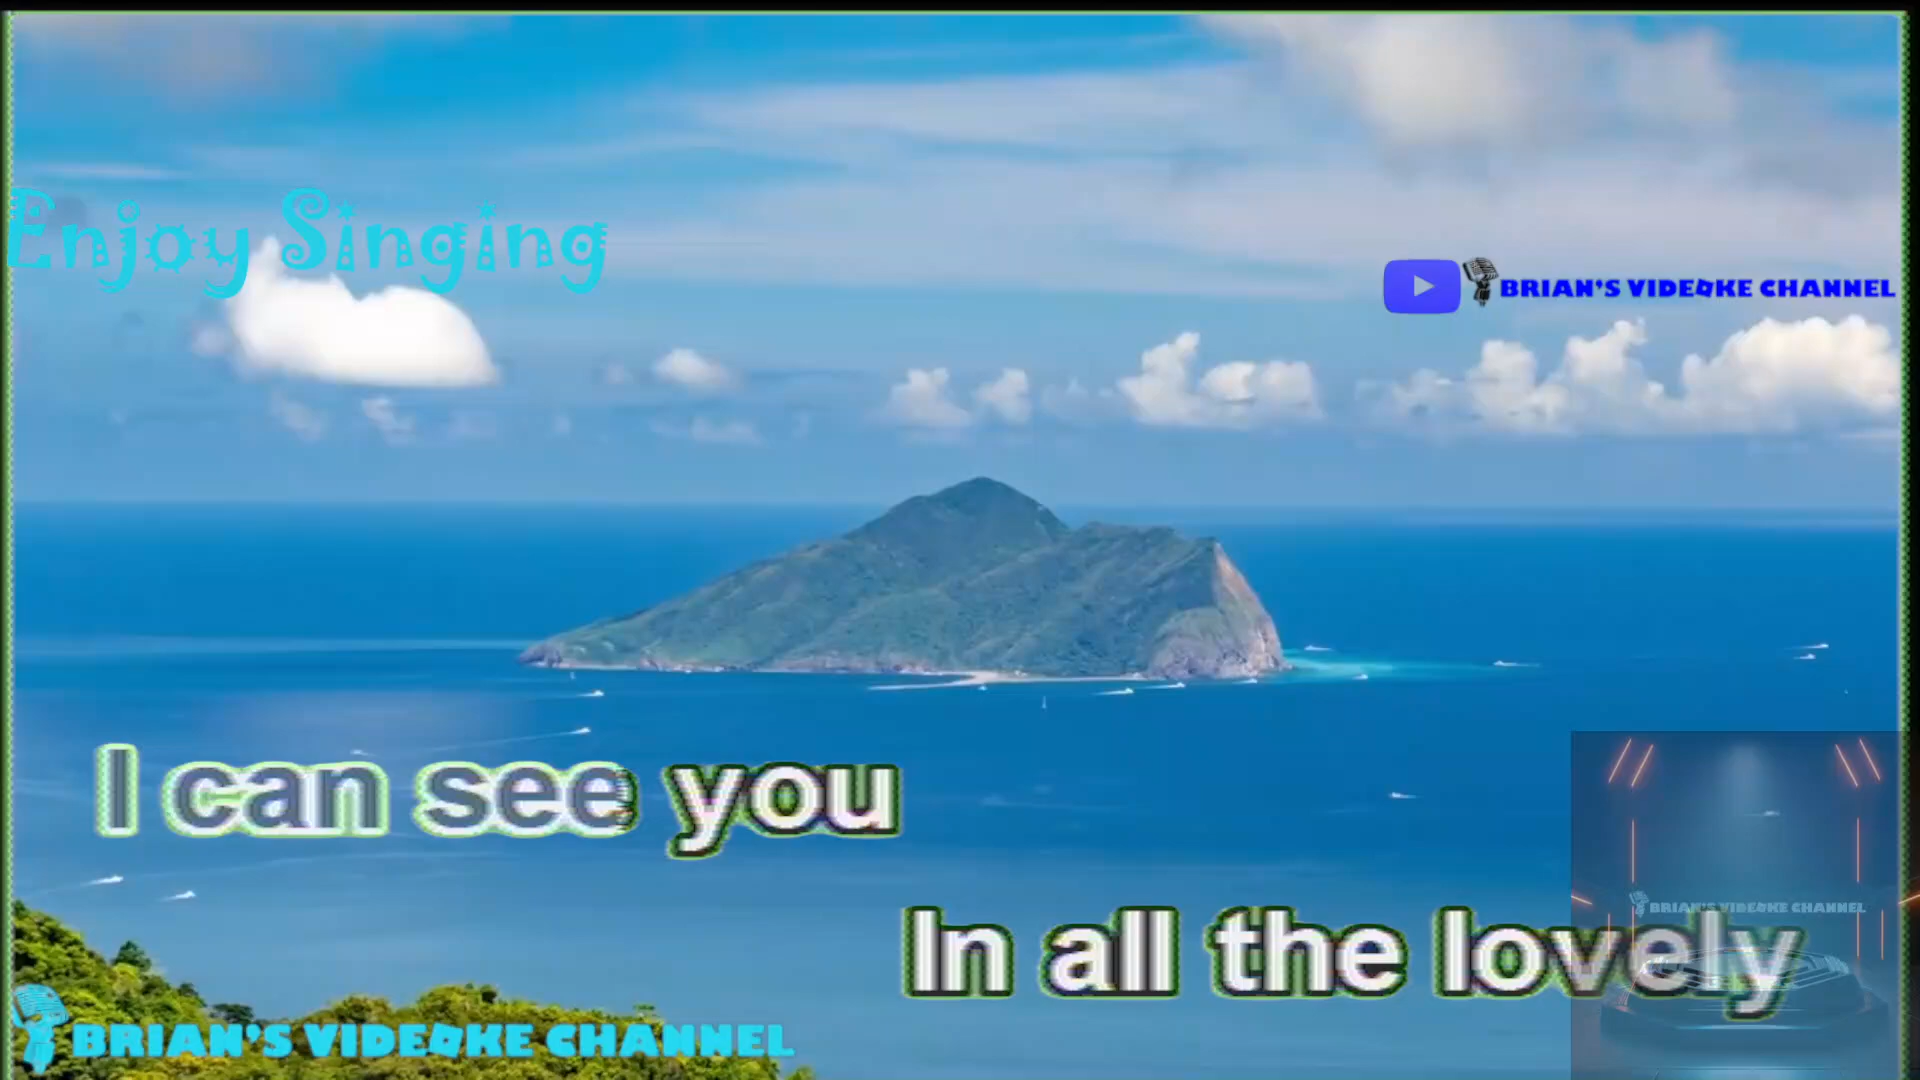 Enjoy Singing
BRIAN'S VIDEOKE CHANNEL
I can see you
BRIAN'S VIDEOKE CHANNEL
In all the lovely
BRIAN'S VIDEOKE CHANNEL